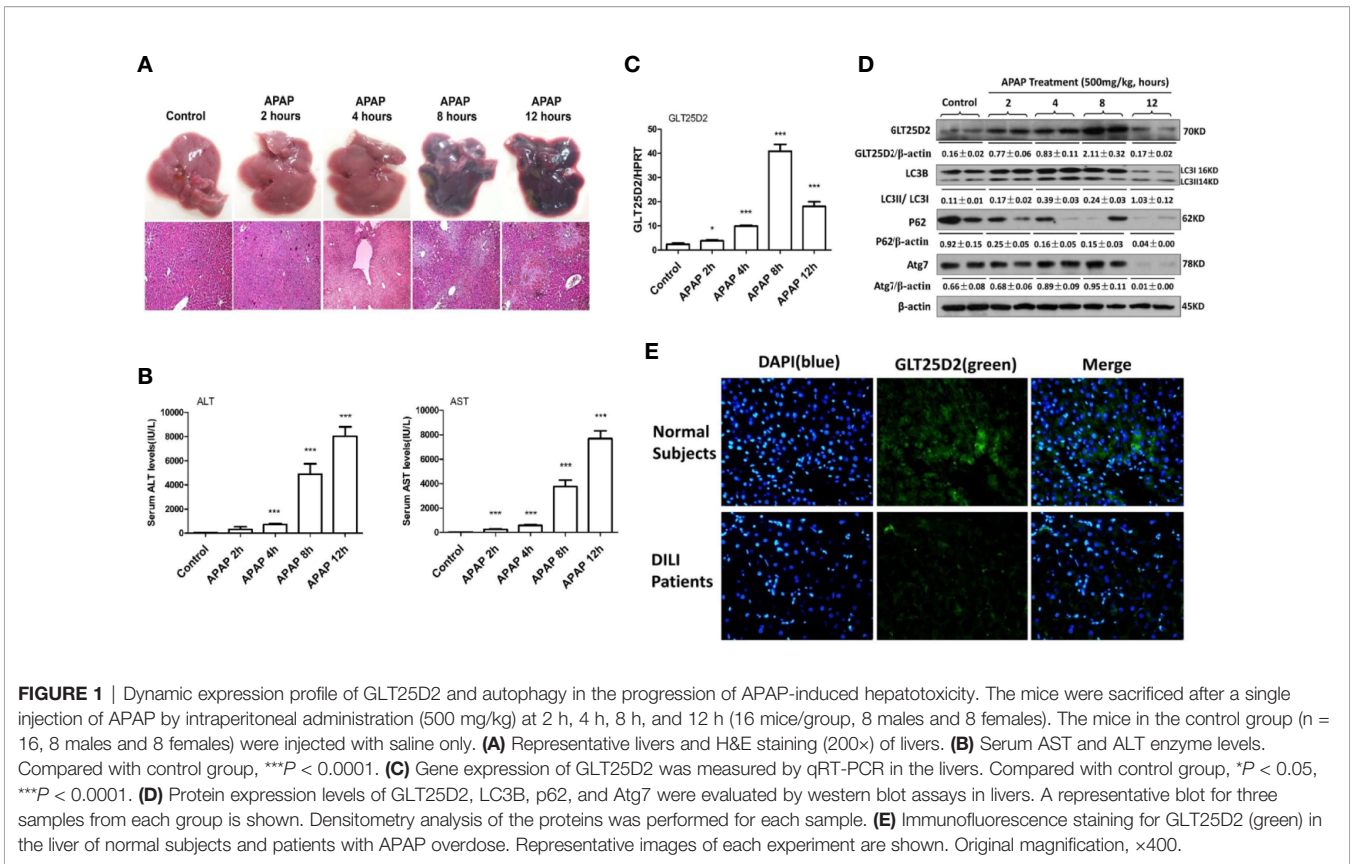 A
Control
APAP
2 hours
APAP
4 hours
APAP
8 hours
APAP
12 hours
B
ALT
Serum ALT levels(IU/L)
10000
8000
6000
4000
2000
0
Control
APAP 2h
APAP 4h
APAP 8h
APAP 12h
***
***
***
AST
Serum AST levels(IU/L)
10000
8000
6000
4000
2000
0
Control
APAP 2h
APAP 4h
APAP 8h
APAP 12h
***
***
***
***
C
GLT25D2
GLT25D2/HPRT
50
40
30
20
10
0
Control
APAP 2h
APAP 4h
APAP 8h
APAP 12h
*
***
***
***
D
APAP Treatment (500mg/kg, hours)
Control 2 4 8 12
GLT25D2 70KD
GLT25D2/β-actin 0.16±0.02 0.77±0.06 0.83±0.11 2.11±0.32 0.17±0.02
LC3B LC3I 16KD
LC3II14KD
LC3II/ LC3I 0.11±0.01 0.17±0.02 0.39±0.03 0.24±0.03 1.03±0.12
P62 62KD
P62/β-actin 0.92±0.15 0.25±0.05 0.16±0.05 0.15±0.03 0.04±0.00
Atg7 78KD
Atg7/β-actin 0.66±0.08 0.68±0.06 0.89±0.09 0.95±0.11 0.01±0.00
β-actin 45KD
E
DAPI(blue) GLT25D2(green) Merge
Normal
Subjects
DILI
Patients
FIGURE 1 | Dynamic expression profile of GLT25D2 and autophagy in the progression of APAP-induced hepatotoxicity. The mice were sacrificed after a single
injection of APAP by intraperitoneal administration (500 mg/kg) at 2 h, 4 h, 8 h, and 12 h (16 mice/group, 8 males and 8 females). The mice in the control group (n =
16, 8 males and 8 females) were injected with saline only. (A) Representative livers and H&E staining (200×) of livers. (B) Serum AST and ALT enzyme levels.
Compared with control group, ***P < 0.0001. (C) Gene expression of GLT25D2 was measured by qRT-PCR in the livers. Compared with control group, *P < 0.05,
***P < 0.0001. (D) Protein expression levels of GLT25D2, LC3B, p62, and Atg7 were evaluated by western blot assays in livers. A representative blot for three
samples from each group is shown. Densitometry analysis of the proteins was performed for each sample. (E) Immunofluorescence staining for GLT25D2 (green) in
the liver of normal subjects and patients with APAP overdose. Representative images of each experiment are shown. Original magnification, ×400.